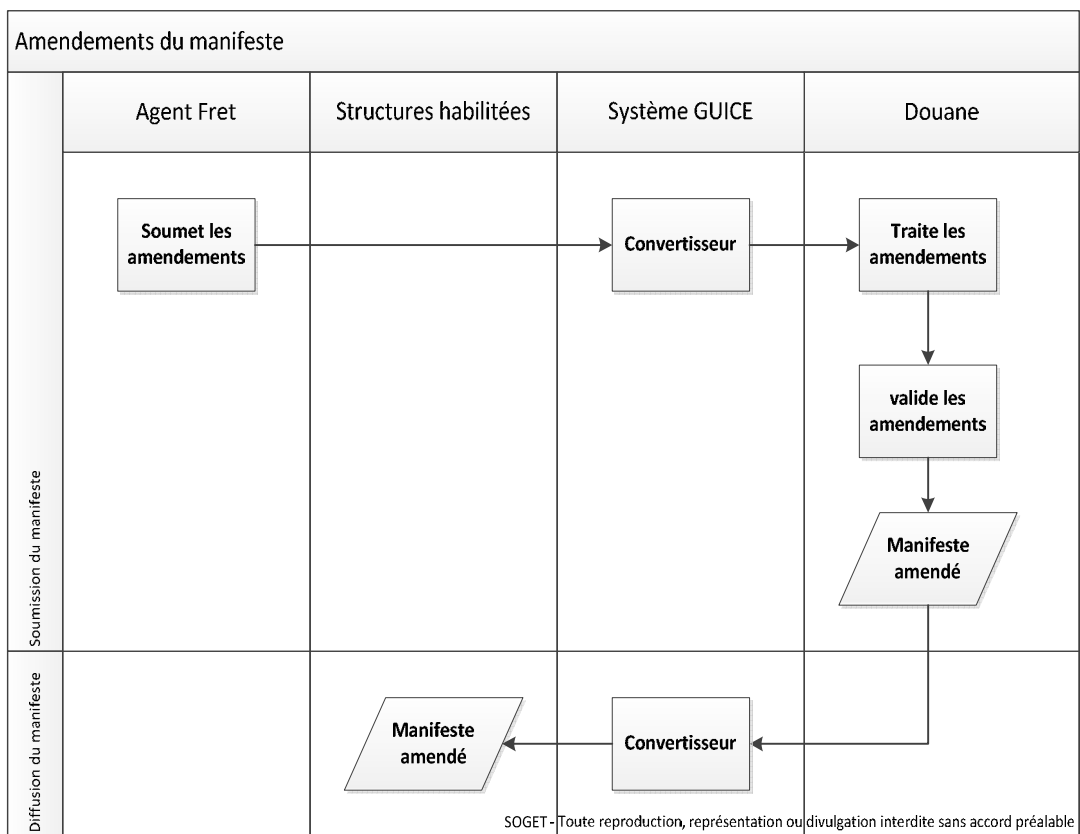 Amendements du manifeste
Agent Fret
Structures habilitées
Système GUICE
Douane
Soumission du manifeste
Soumet les
amendements
Convertisseur
Traite les
amendements
valide les
amendements
Manifeste
amendé
Diffusion du manifeste
Manifeste
amendé
Convertisseur
SOGET - Toute reproduction, représentation ou divulgation interdite sans accord préalable